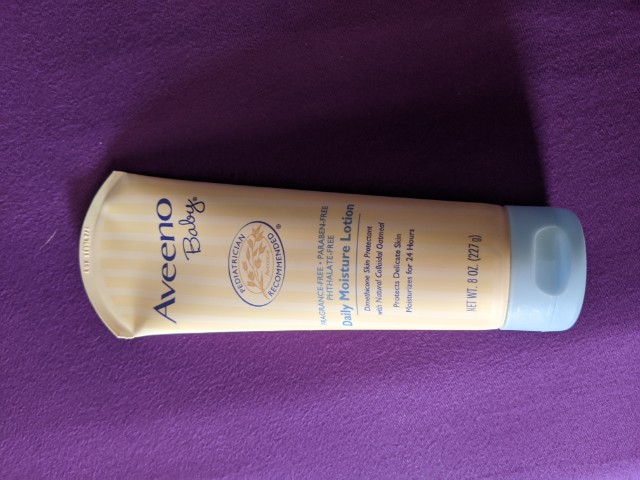 Aveeno
Baby®
PEDIATRICIAN
RECOMMENDED
®
FRAGRANCE-FREE • PARABEN-FREE
PHTHALATE-FREE
Daily Moisture Lotion
Dimethicone Skin Protectant
with Natural Colloidal Oatmeal
Protects Delicate Skin
Moisturizes for 24 Hours
NET WT. 8 OZ. (227g)